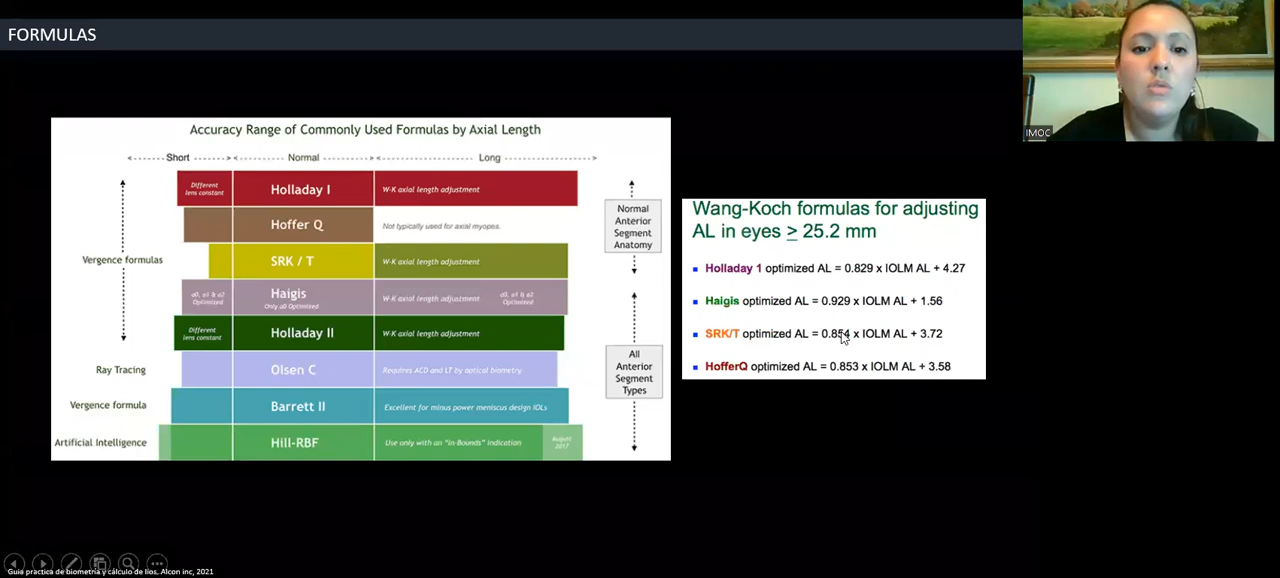 FORMULAS
IMOC
Accuracy Range of Commonly Used Formulas by Axial Length
Short Normal Long
Different
lens constant
Holladay I
W-K axial length adjustment
Hoffer Q
Not typically used for axial myopes.
Vergence formulas
SRK / T
W-K axial length adjustment
a0, a1 & a2
Optimized
Haigis
Only a0 Optimized
W-K axial length adjustment
a0, a1 & a2
Optimized
Different
lens constant
Holladay II
W-K axial length adjustment
Ray Tracing
Olsen C
Requires ACD and LT by optical biometry
Vergence formula
Barrett II
Excellent for minus power meniscus design IOLs
Artificial Intelligence
Hill-RBF
Use only with an "In-Bounds" indication
August
2017
Normal
Anterior
Segment
Anatomy
All
Anterior
Segment
Types
Wang-Koch formulas for adjusting
AL in eyes ≥ 25.2 mm
Holladay 1 optimized AL = 0.829 x IOLM AL + 4.27
Haigis optimized AL = 0.929 x IOLM AL + 1.56
SRK/T optimized AL = 0.854 x IOLM AL + 3.72
HofferQ optimized AL = 0.853 x IOLM AL + 3.58
Guia practica de biometría y cálculo de lios. Alcon inc, 2021